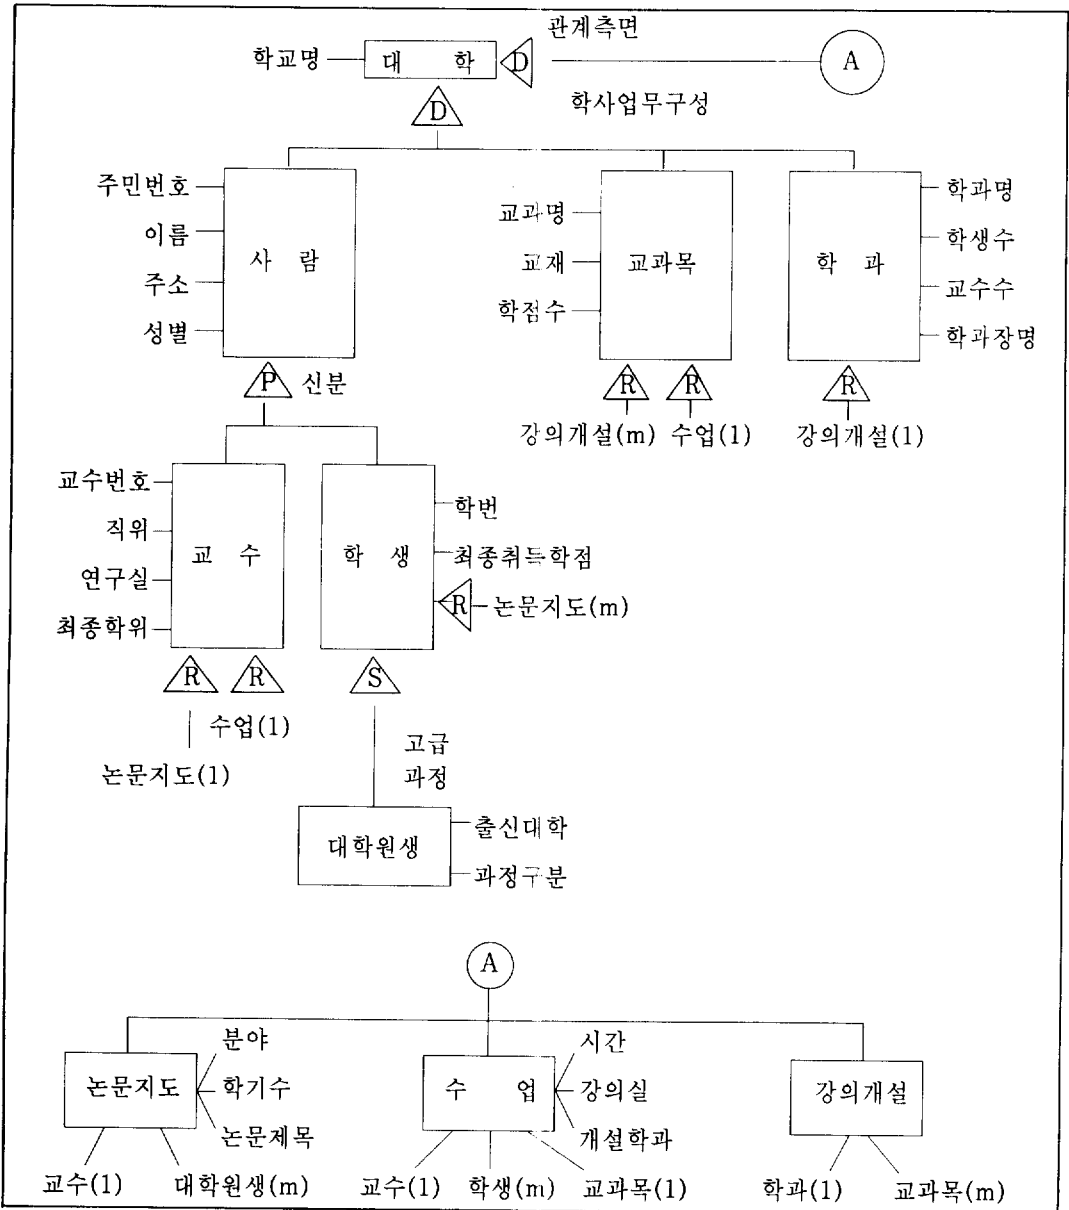 관계측면
학교명 대 학 D A
학사업무구성
D
주민번호
이름
주소
성별
사 람
교과명
교재
학점수
교과목
학 과
학과명
학생수
교수수
학과장명
P 신분
R R R
강의개설(m) 수업(1) 강의개설(1)
교수번호
직위
연구실
최종학위
교 수
학 생
학번
최종취득학점
R 논문지도(m)
R R S
수업(1)
논문지도(1)
고급
과정
대학원생
출신대학
과정구분
A
논문지도
분야
학기수
논문제목
교수(1) 대학원생(m)
수 업
시간
강의실
개설학과
교수(1) 학생(m) 교과목(1)
강의개설
학과(1) 교과목(m)